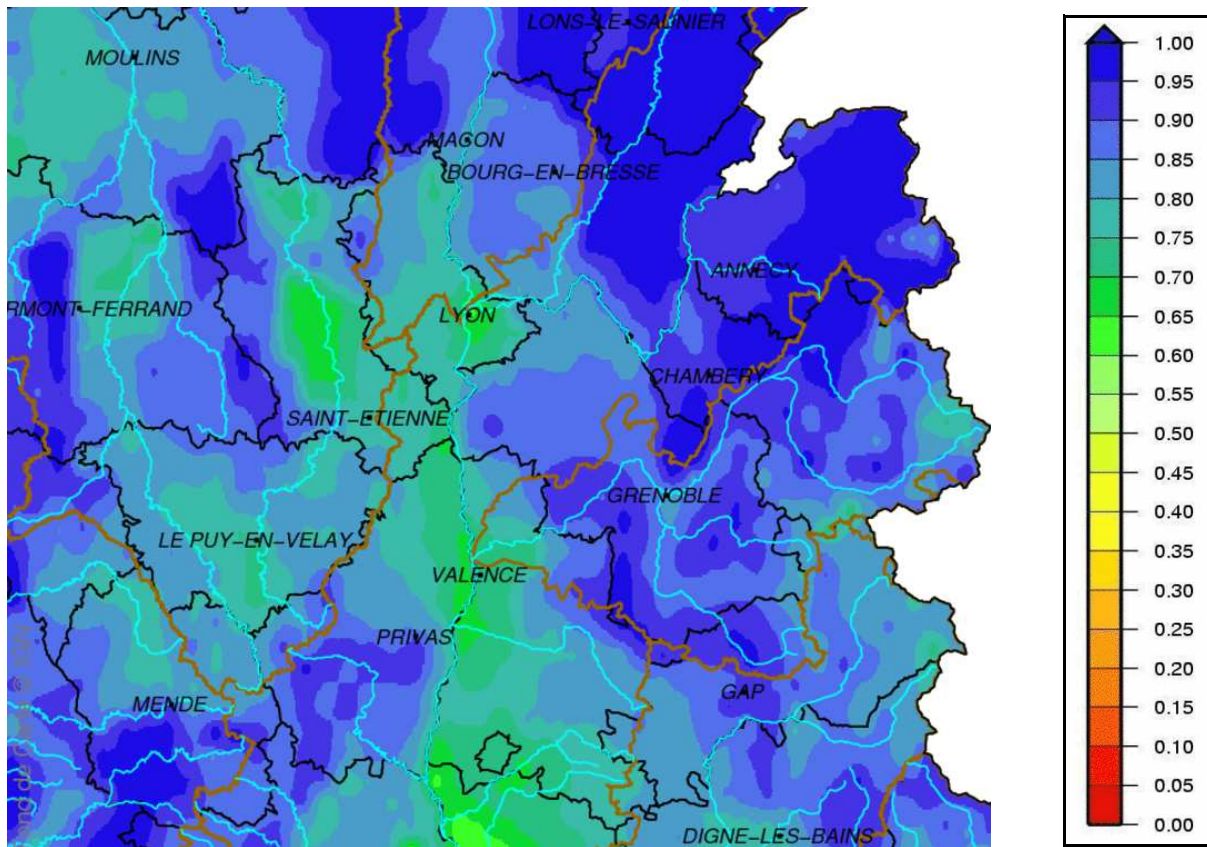 LONS-LE-SAUNIER
MOULINS
MACON
BOURG-EN-BRESSE
ANNECY
RMONT-FERRAND
LYON
CHAMBERY
SAINT-ETIENNE
GRENOBLE
LE PUY-EN-VELAY
VALENCE
PRIVAS
GAP
MENDE
DIGNE-LES-BAINS
1.00
0.95
0.90
0.85
0.80
0.75
0.70
0.65
0.60
0.55
0.50
0.45
0.40
0.35
0.30
0.25
0.20
0.15
0.10
0.05
0.00